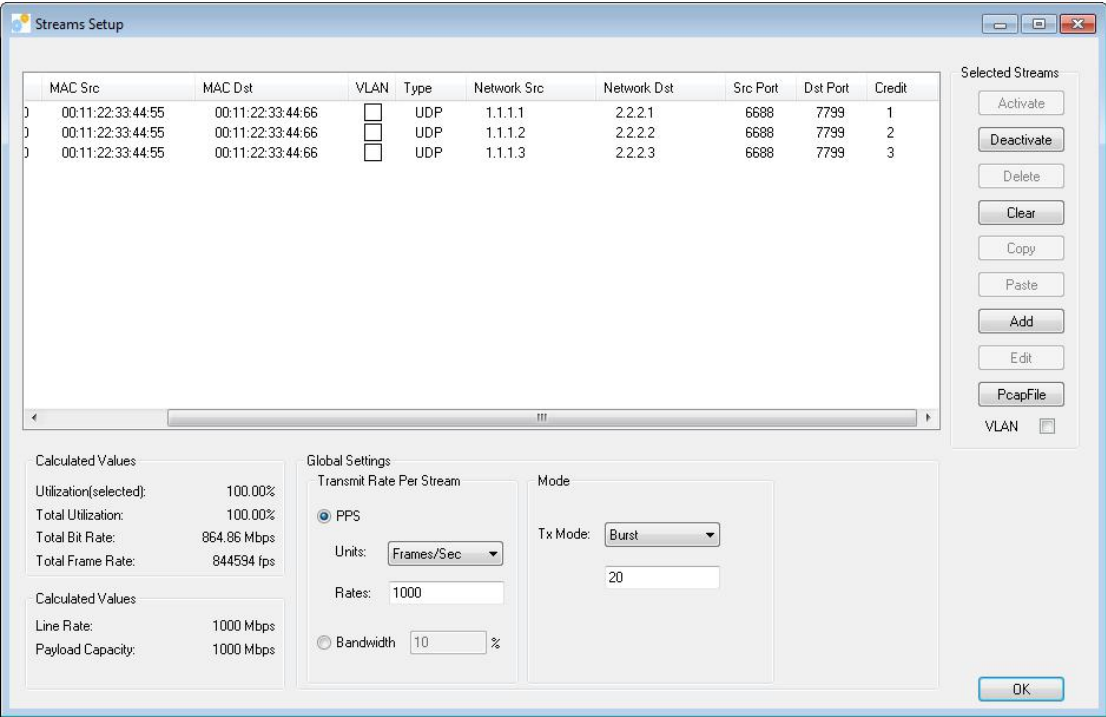 Streams Setup
Selected Streams
MAC Src MAC Dst VLAN Type Network Src Network Dst Src Port Dst Port Credit
00:11:22:33:44:55 00:11:22:33:44:66 UDP 1.1.1.1 2.2.2.1 6688 7799 1
00:11:22:33:44:55 00:11:22:33:44:66 UDP 1.1.1.2 2.2.2.2 6688 7799 2
00:11:22:33:44:55 00:11:22:33:44:66 UDP 1.1.1.3 2.2.2.3 6688 7799 3
Activate
Deactivate
Delete
Clear
Copy
Paste
Add
Edit
PcapFile
VLAN
Calculated Values
Utilization(selected): 100.00%
Total Utilization: 100.00%
Total Bit Rate: 864.86 Mbps
Total Frame Rate: 844594 fps
Calculated Values
Line Rate: 1000 Mbps
Payload Capacity: 1000 Mbps
Global Settings
Transmit Rate Per Stream
PPS
Units: Frames/Sec
Rates: 1000
Bandwidth 10 %
Mode
Tx Mode: Burst
20
OK